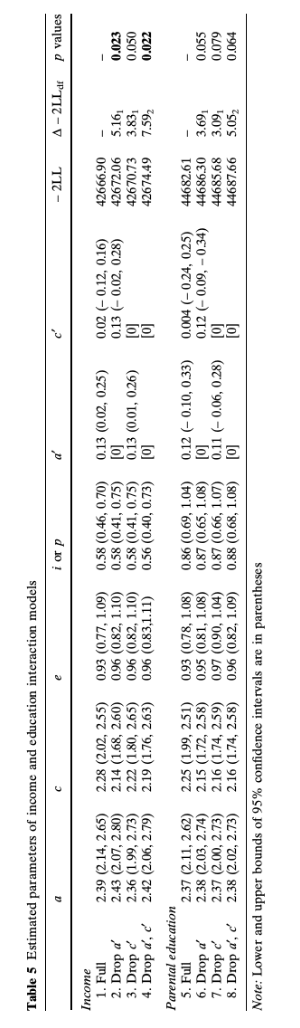 Table 5 Estimated parameters of income and education interaction models
a c e i or p a′ c′ − 2LL Δ − 2LLdf p values
Income
1. Full 2.39 (2.14, 2.65) 2.28 (2.02, 2.55) 0.93 (0.77, 1.09) 0.58 (0.46, 0.70) 0.13 (0.02, 0.25) 0.02 (− 0.12, 0.16) 42666.90 – –
2. Drop a′ 2.43 (2.07, 2.80) 2.14 (1.68, 2.60) 0.96 (0.82, 1.10) 0.58 (0.41, 0.75) [0] 0.13 (− 0.02, 0.28) 42672.06 5.161 0.023
3. Drop c′ 2.36 (1.99, 2.73) 2.22 (1.80, 2.65) 0.96 (0.82, 1.10) 0.58 (0.41, 0.75) 0.13 (0.01, 0.26) [0] 42670.73 3.831 0.050
4. Drop a′, c′ 2.42 (2.06, 2.79) 2.19 (1.76, 2.63) 0.96 (0.83,1.11) 0.56 (0.40, 0.73) [0] [0] 42674.49 7.592 0.022
Parental education
5. Full 2.37 (2.11, 2.62) 2.25 (1.99, 2.51) 0.93 (0.78, 1.08) 0.86 (0.69, 1.04) 0.12 (− 0.10, 0.33) 0.004 (− 0.24, 0.25) 44682.61 – –
6. Drop a′ 2.38 (2.03, 2.74) 2.15 (1.72, 2.58) 0.95 (0.81, 1.08) 0.87 (0.65, 1.08) [0] 0.12 (− 0.09, − 0.34) 44686.30 3.691 0.055
7. Drop c′ 2.37 (2.00, 2.73) 2.16 (1.74, 2.59) 0.97 (0.90, 1.04) 0.87 (0.66, 1.07) 0.11 (− 0.06, 0.28) [0] 44685.68 3.091 0.079
8. Drop a′, c′ 2.38 (2.02, 2.73) 2.16 (1.74, 2.58) 0.96 (0.82, 1.09) 0.88 (0.68, 1.08) [0] [0] 44687.66 5.052 0.064
Note: Lower and upper bounds of 95% confidence intervals are in parentheses